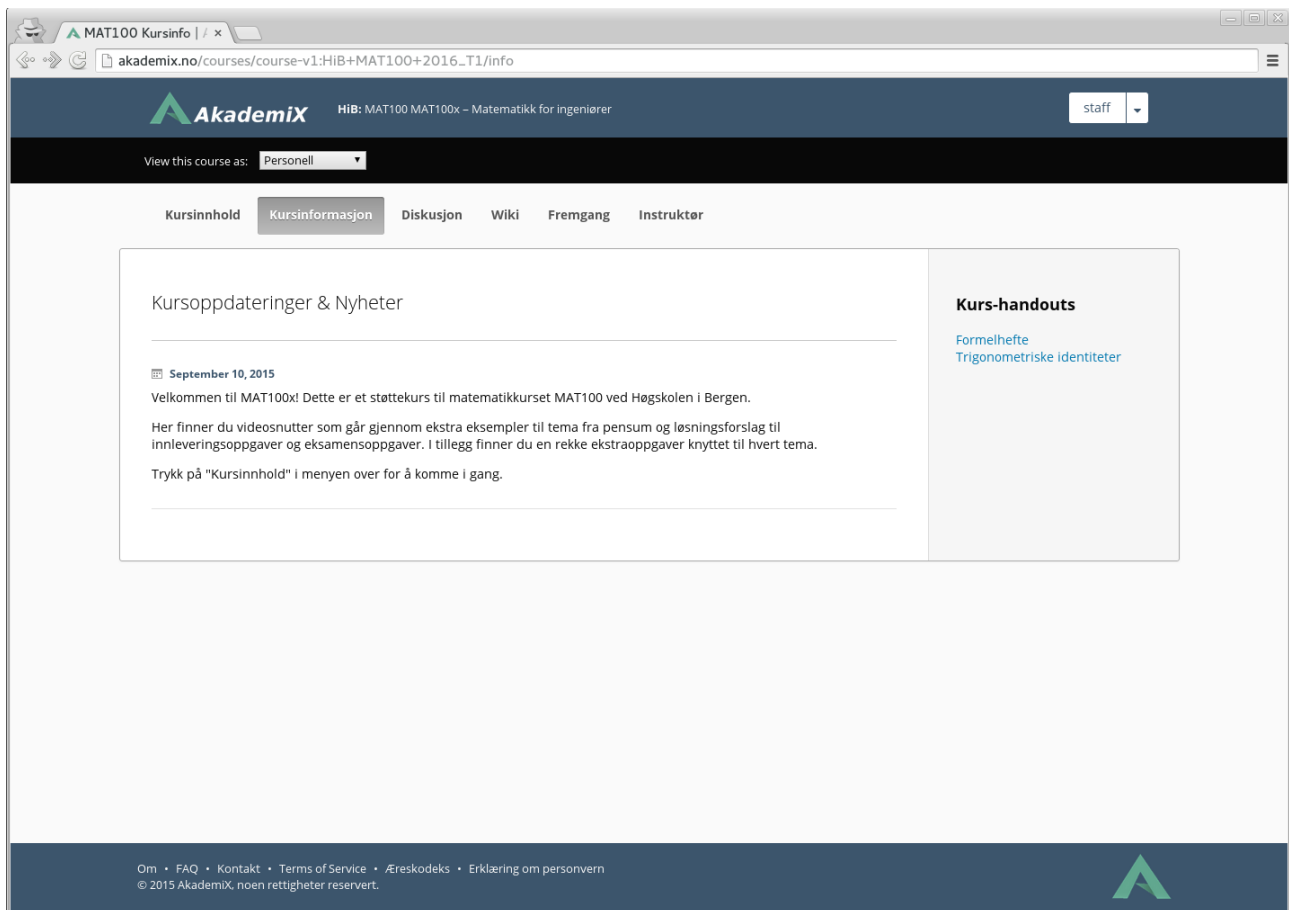 MAT100 Kursinfo | A
akademix.no/courses/course-v1:HiB+MAT100+2016_T1/info
AkademiX
HiB: MAT100 MAT100x – Matematikk for ingeniører
staff
View this course as: Personell
Kursinnhold Kursinformasjon Diskusjon Wiki Fremgang Instruktør
Kursoppdateringer & Nyheter
September 10, 2015
Velkommen til MAT100x! Dette er et støttekurs til matematikkurset MAT100 ved Høgskolen i Bergen.
Her finner du videosnutter som går gjennom ekstra eksempler til tema fra pensum og løsningsforslag til
innleveringsoppgaver og eksamensoppgaver. I tillegg finner du en rekke ekstraoppgaver knyttet til hvert tema.
Trykk på "Kursinnhold" i menyen over for å komme i gang.
Kurs-handouts
Formelhefte
Trigonometriske identiteter
Om • FAQ • Kontakt • Terms of Service • Æreskodeks • Erklæring om personvern
© 2015 AkademiX, noen rettigheter reservert.